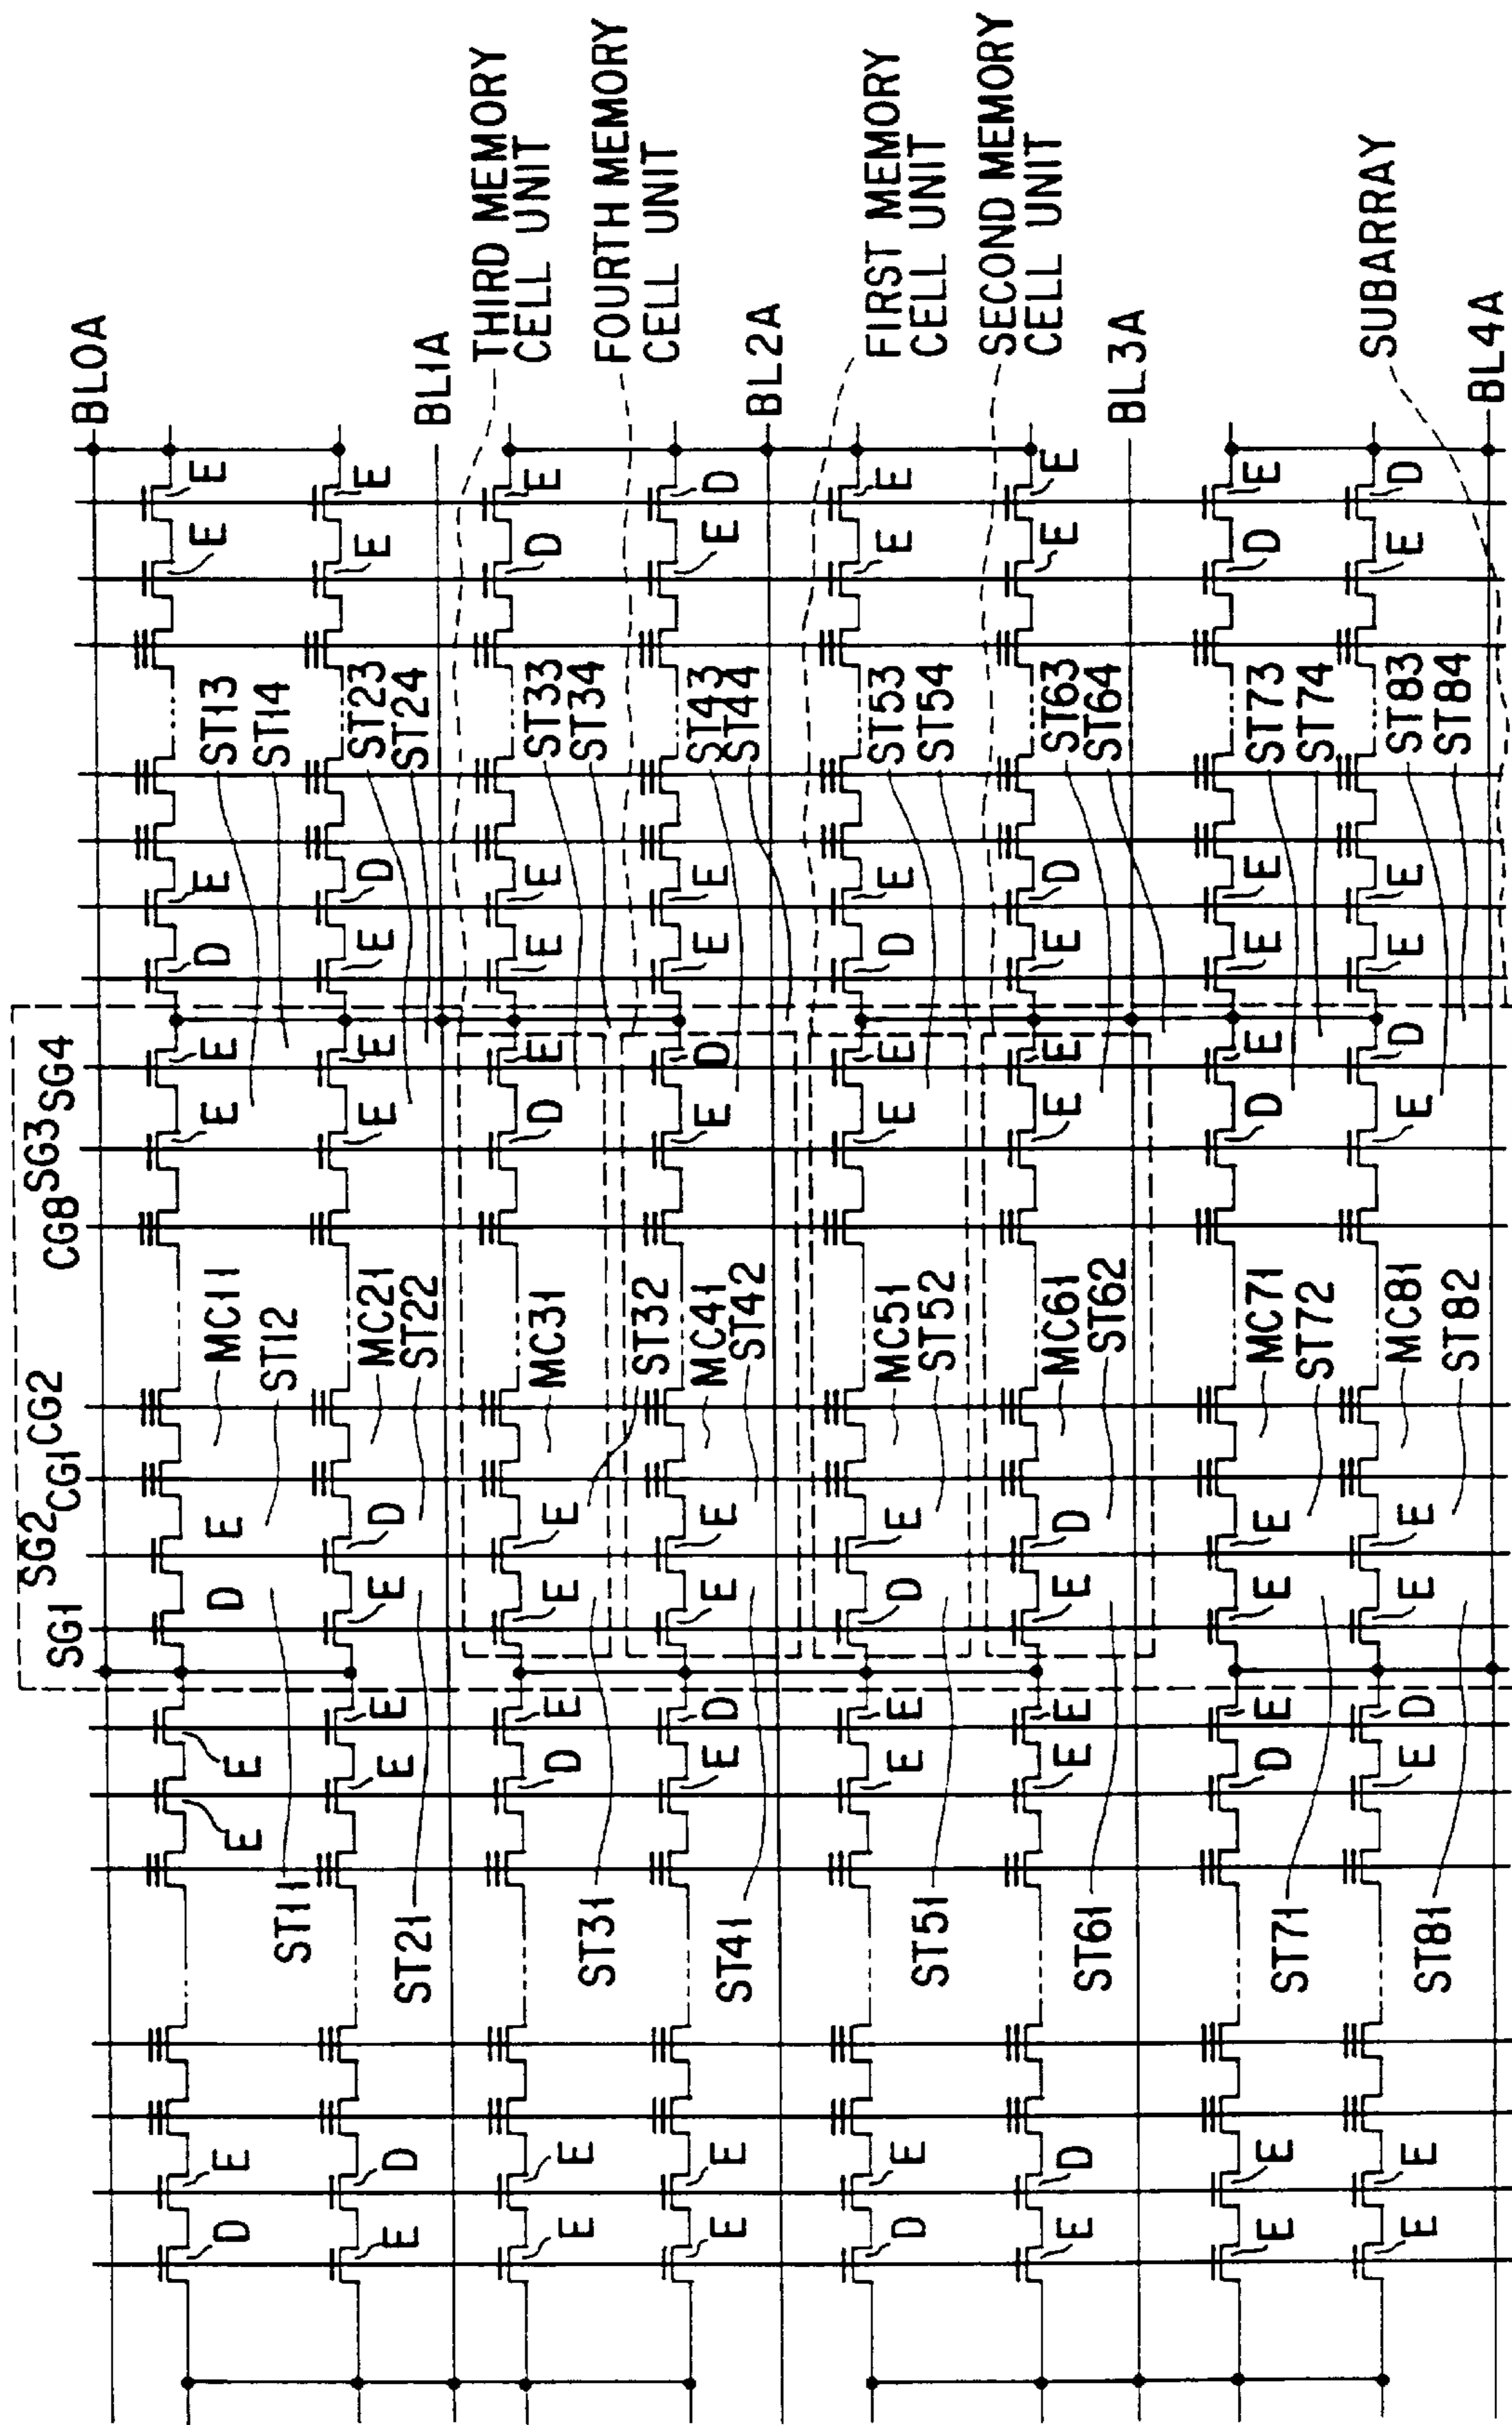 SG1 SG2 CG1 CG2 CG8 SG3 SG4
BL0A
D E E E D E MC11 E E D E ST13 E E
ST11 ST12 ST14
E D E E E D MC21 E E E D ST23 E E
ST21 ST22 ST24
BL1A
THIRD MEMORY
CELL UNIT
E E D E E E MC31 D E E E ST33 D E
ST31 ST32 ST34
FOURTH MEMORY
CELL UNIT
E E E D E E MC41 E D E E ST43 E D
ST41 ST42 ST44
BL2A
FIRST MEMORY
CELL UNIT
D E E E D E MC51 E E D E ST53 E E
ST51 ST52 ST54
SECOND MEMORY
CELL UNIT
E D E E E D MC61 E E E D ST63 E E
ST61 ST62 ST64
BL3A
E E D E E E MC71 D E E E ST73 D E
ST71 ST72 ST74
SUBARRAY
E E E D E E MC81 E D E E ST83 E D
ST81 ST82 ST84
BL4A